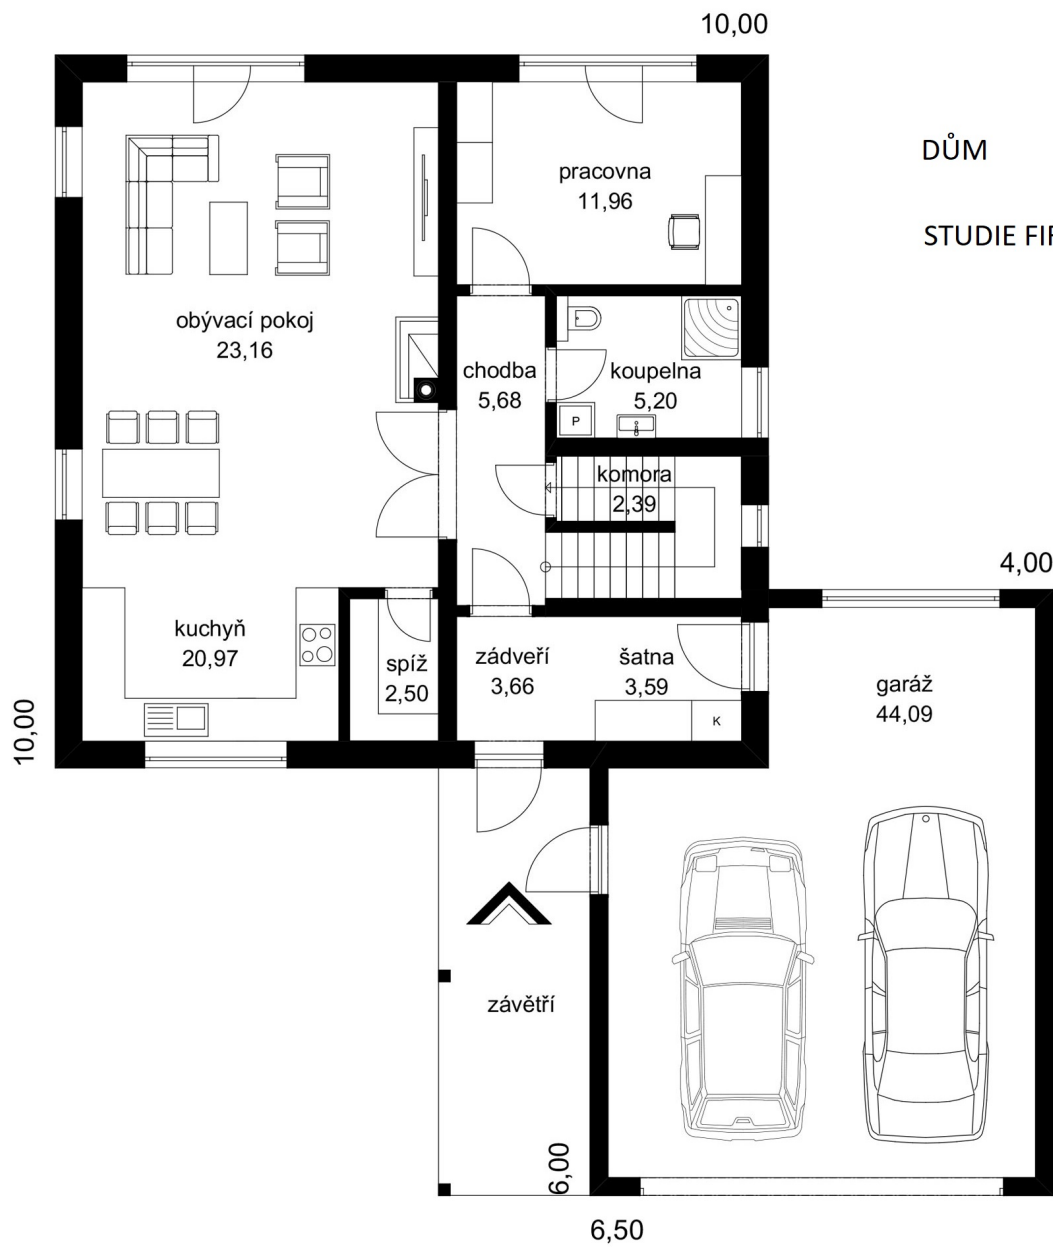 10,00
DŮM
STUDIE
pracovna
11,96
obývací pokoj
23,16
chodba
5,68
koupelna
5,20
P
komora
2,39
4,00
kuchyň
20,97
spíž
2,50
zádveří
3,66
šatna
3,59
K
garáž
44,09
10,00
závětří
6,00
6,50